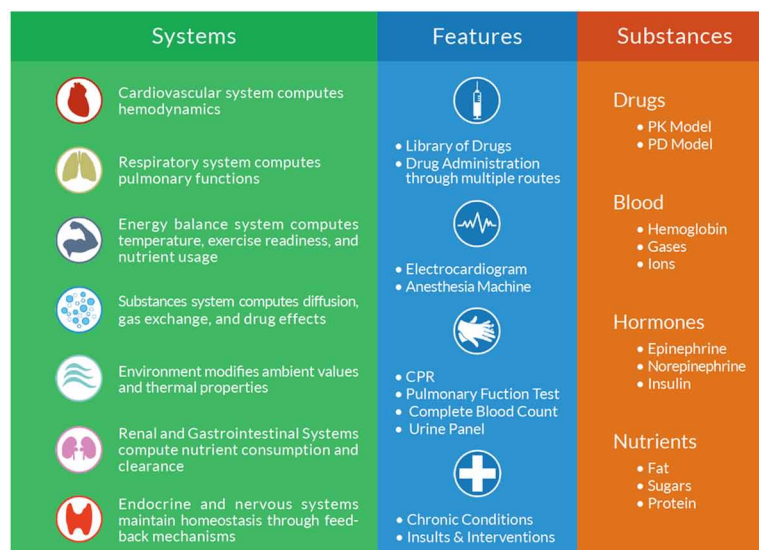 Systems
Cardiovascular system computes
hemodynamics
Respiratory system computes
pulmonary functions
Energy balance system computes
temperature, exercise readiness, and
nutrient usage
Substances system computes diffusion,
gas exchange, and drug effects
Environment modifies ambient values
and thermal properties
Renal and Gastrointestinal Systems
compute nutrient consumption and
clearance
Endocrine and nervous systems
maintain homeostasis through feed-
back mechanisms
Features
• Library of Drugs
• Drug Administration
through multiple routes
• Electrocardiogram
• Anesthesia Machine
• CPR
• Pulmonary Fuction Test
• Complete Blood Count
• Urine Panel
• Chronic Conditions
• Insults & Interventions
Substances
Drugs
• PK Model
• PD Model
Blood
• Hemoglobin
• Gases
• Ions
Hormones
• Epinephrine
• Norepinephrine
• Insulin
Nutrients
• Fat
• Sugars
• Protein